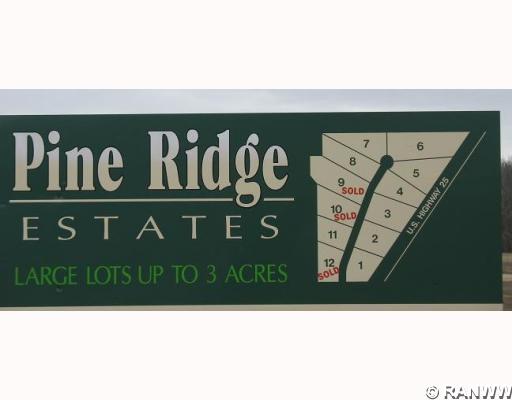 Pine Ridge
ESTATES
LARGE LOTS UP TO 3 ACRES
7
6
8
5
9
SOLD
4
10
SOLD
3
11
2
12
SOLD
1
U.S. HIGHWAY 25
© RANWW